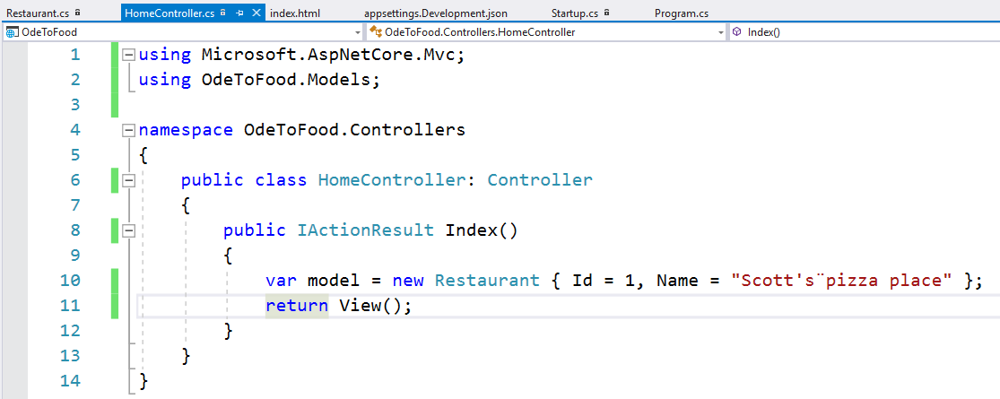 Restaurant.cs HomeController.cs index.html appsettings.Development.json Startup.cs Program.cs
OdeToFood OdeToFood.Controllers.HomeController Index()
1 using Microsoft.AspNetCore.Mvc;
2 using OdeToFood.Models;
3
4 namespace OdeToFood.Controllers
5 {
6 public class HomeController: Controller
7 {
8 public IActionResult Index()
9 {
10 var model = new Restaurant { Id = 1, Name = "Scott's¨pizza place" };
11 return View();
12 }
13 }
14 }